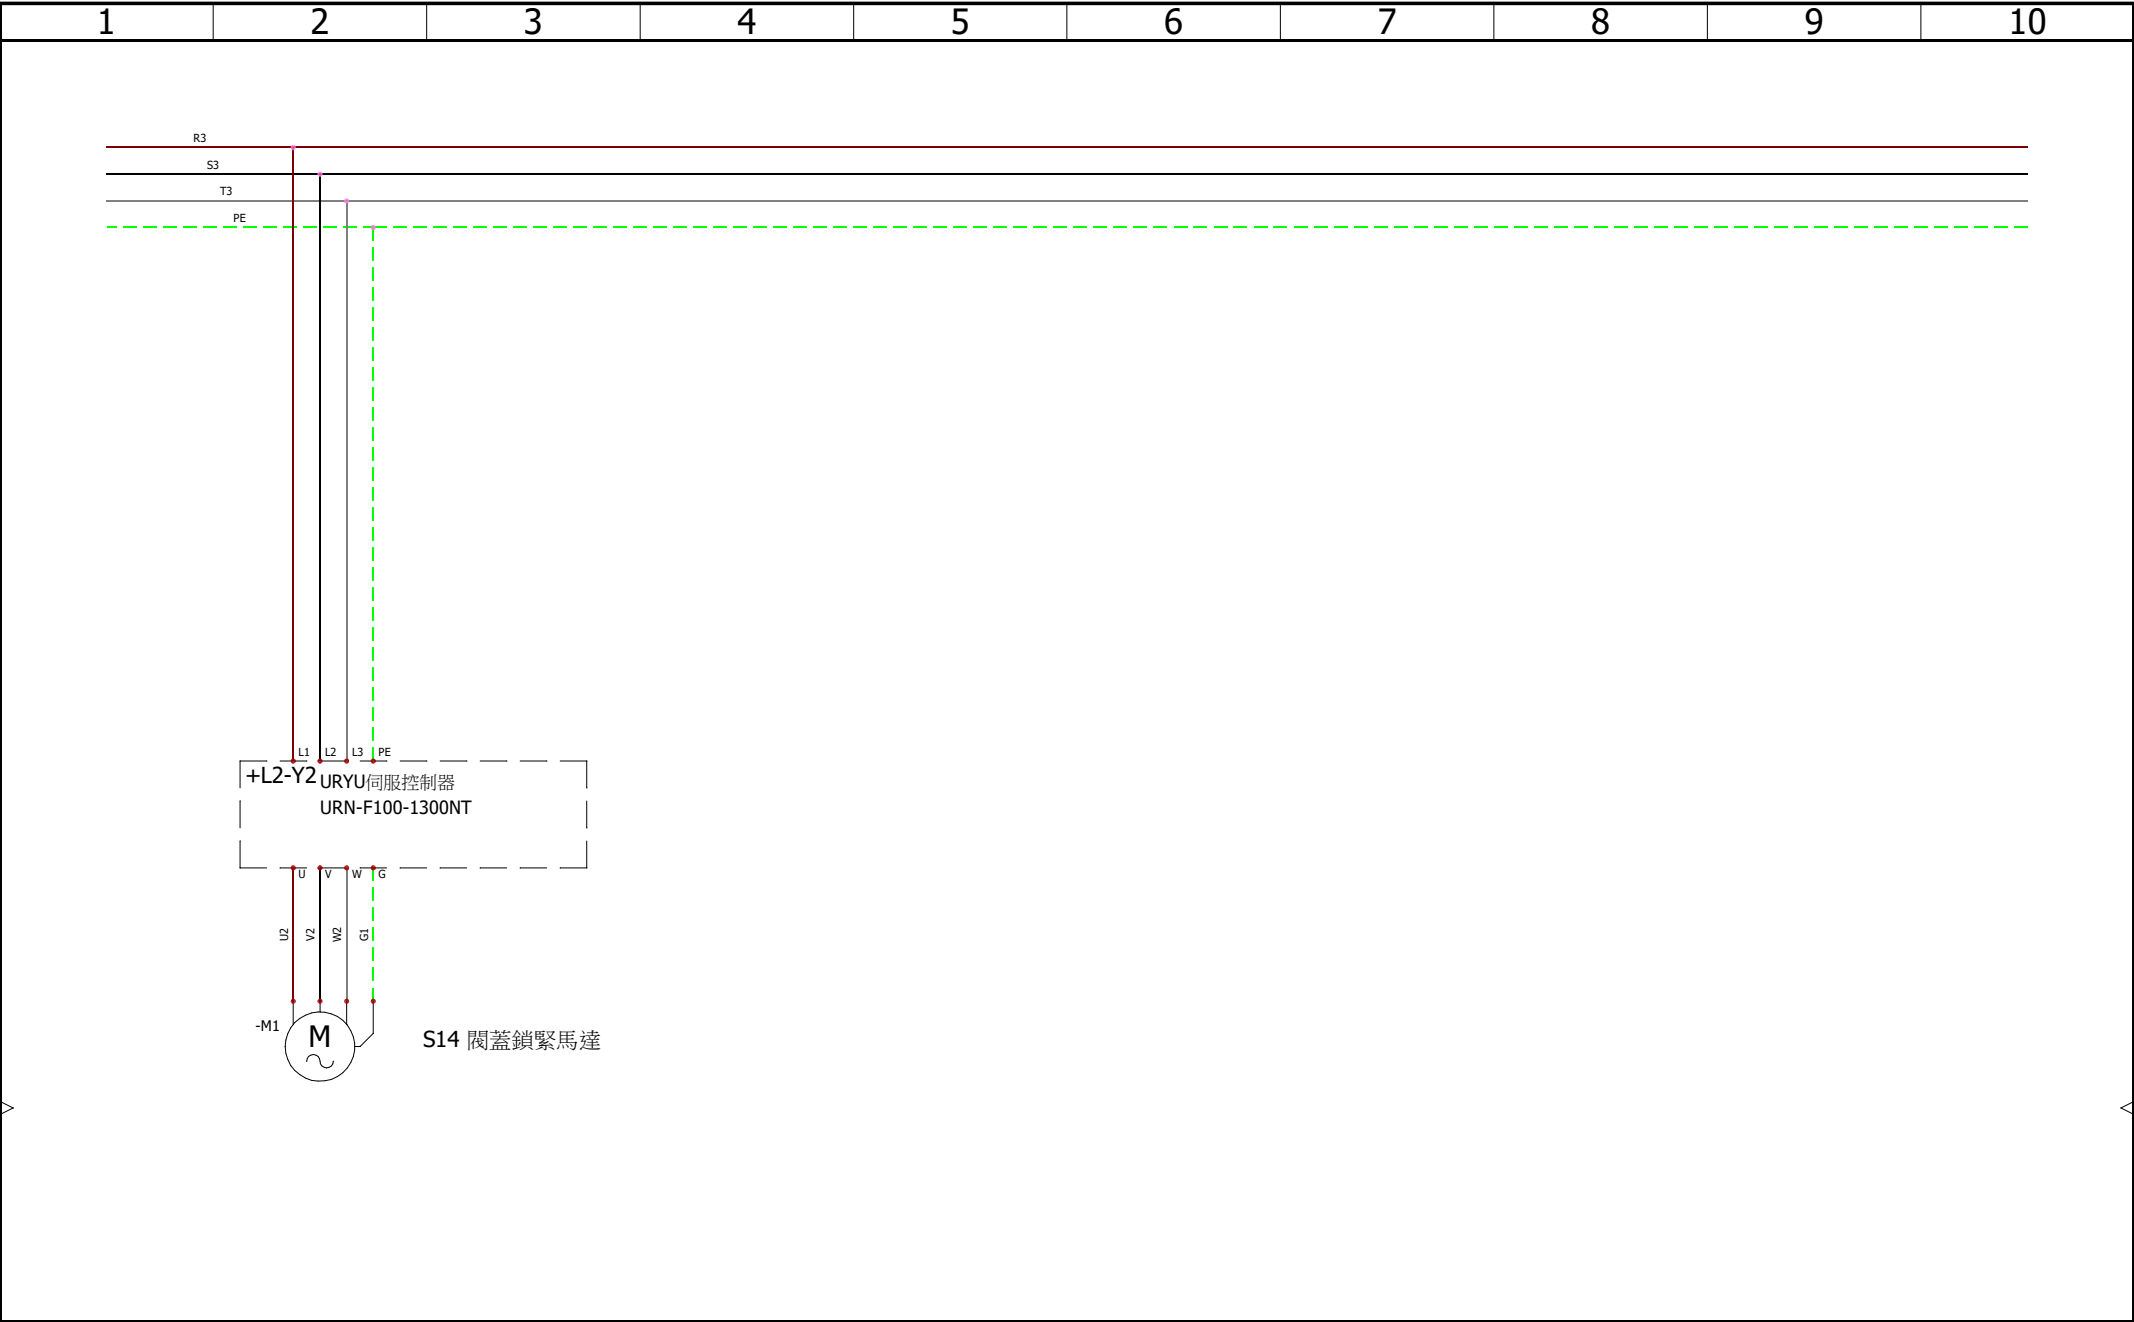 1 2 3 4 5 6 7 8 9 10
R3
S3
T3
PE
L1 L2 L3 PE
+L2-Y2 URYU伺服控制器
URN-F100-1300NT
U V W G
U2 V2 W2 G1
-M1 M S14 閥蓋鎖緊馬達